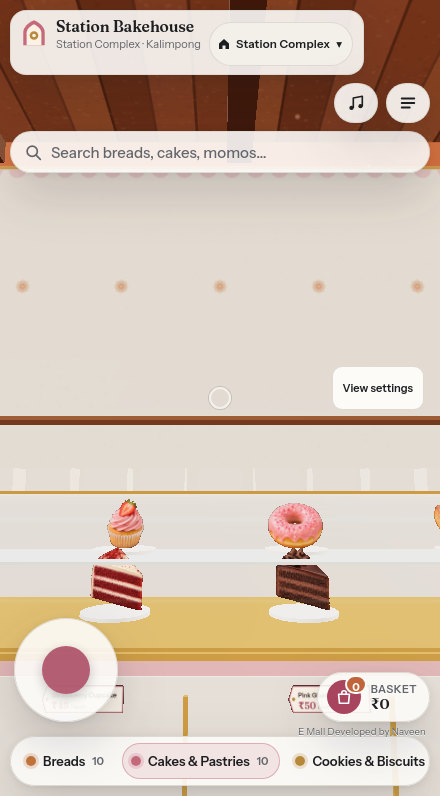 Station Bakehouse
Station Complex · Kalimpong
Station Complex ▾
Search breads, cakes, momos...
View settings
Pink G
₹50
0
BASKET
₹0
E Mall Developed by Naveen
Breads 10
Cakes & Pastries 10
Cookies & Biscuits